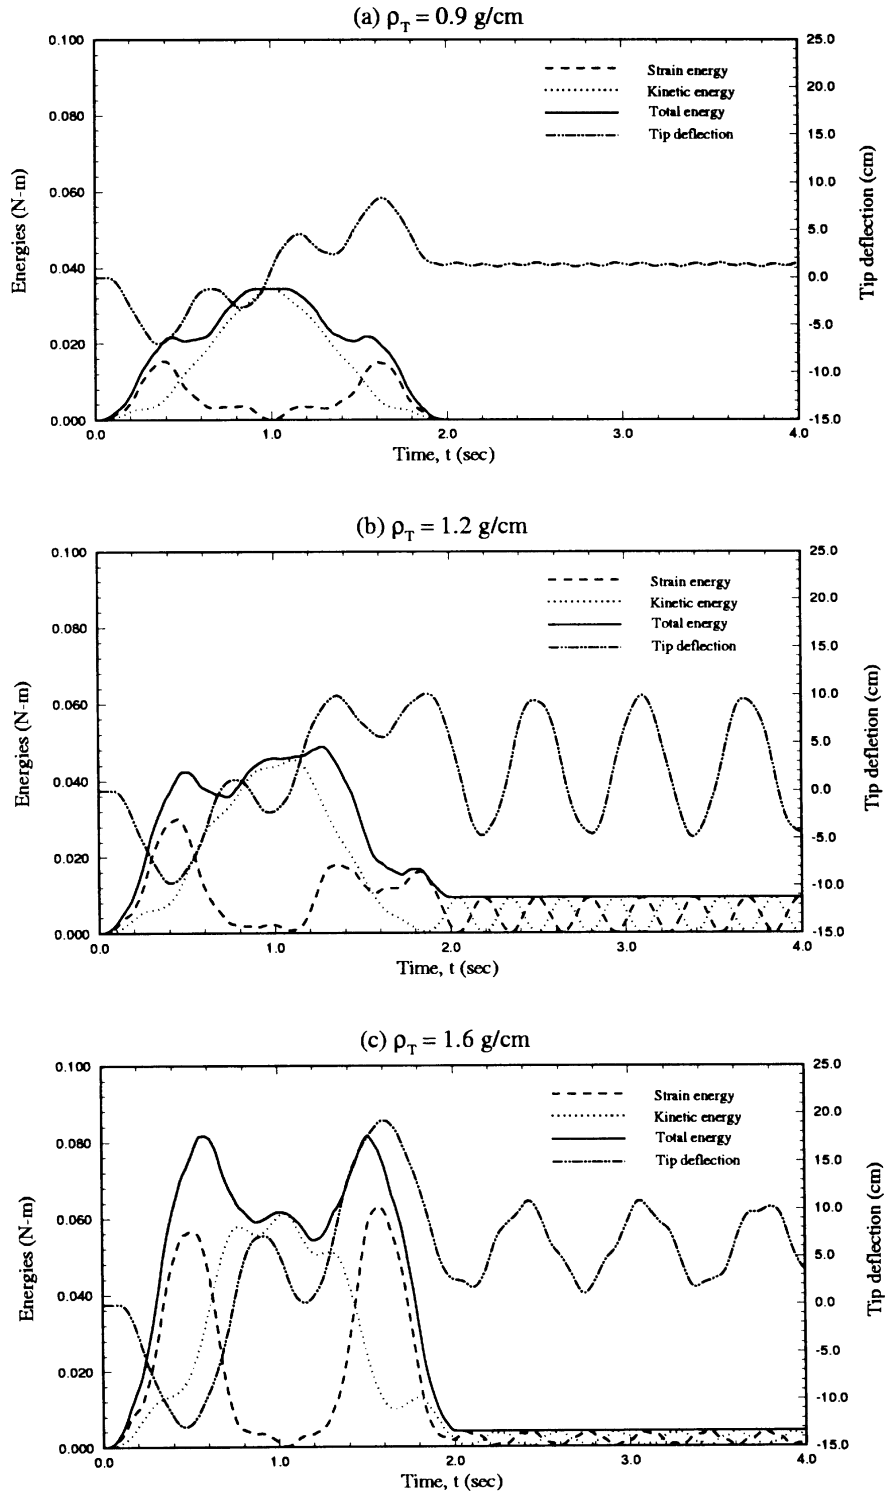 (a) ρT = 0.9 g/cm
0.100
0.080
0.060
0.040
0.020
0.000
Energies (N-m)
25.0
20.0
15.0
10.0
5.0
0.0
-5.0
-10.0
-15.0
Tip deflection (cm)
Strain energy
Kinetic energy
Total energy
Tip deflection
0.0 1.0 2.0 3.0 4.0
Time, t (sec)
(b) ρT = 1.2 g/cm
0.100
0.080
0.060
0.040
0.020
0.000
Energies (N-m)
25.0
20.0
15.0
10.0
5.0
0.0
-5.0
-10.0
-15.0
Tip defletion (cm)
Strain energy
Kinetic energy
Total energy
Tip deflection
0.0 1.0 2.0 3.0 4.0
Time, t (sec)
(c) ρT = 1.6 g/cm
0.100
0.080
0.060
0.040
0.020
0.000
Energies (N-m)
25.0
20.0
15.0
10.0
5.0
0.0
-5.0
-10.0
-15.0
Tip deflection (cm)
Strain energy
Kinetic energy
Total energy
Tip deflection
0.0 1.0 2.0 3.0 4.0
Time, t (sec)